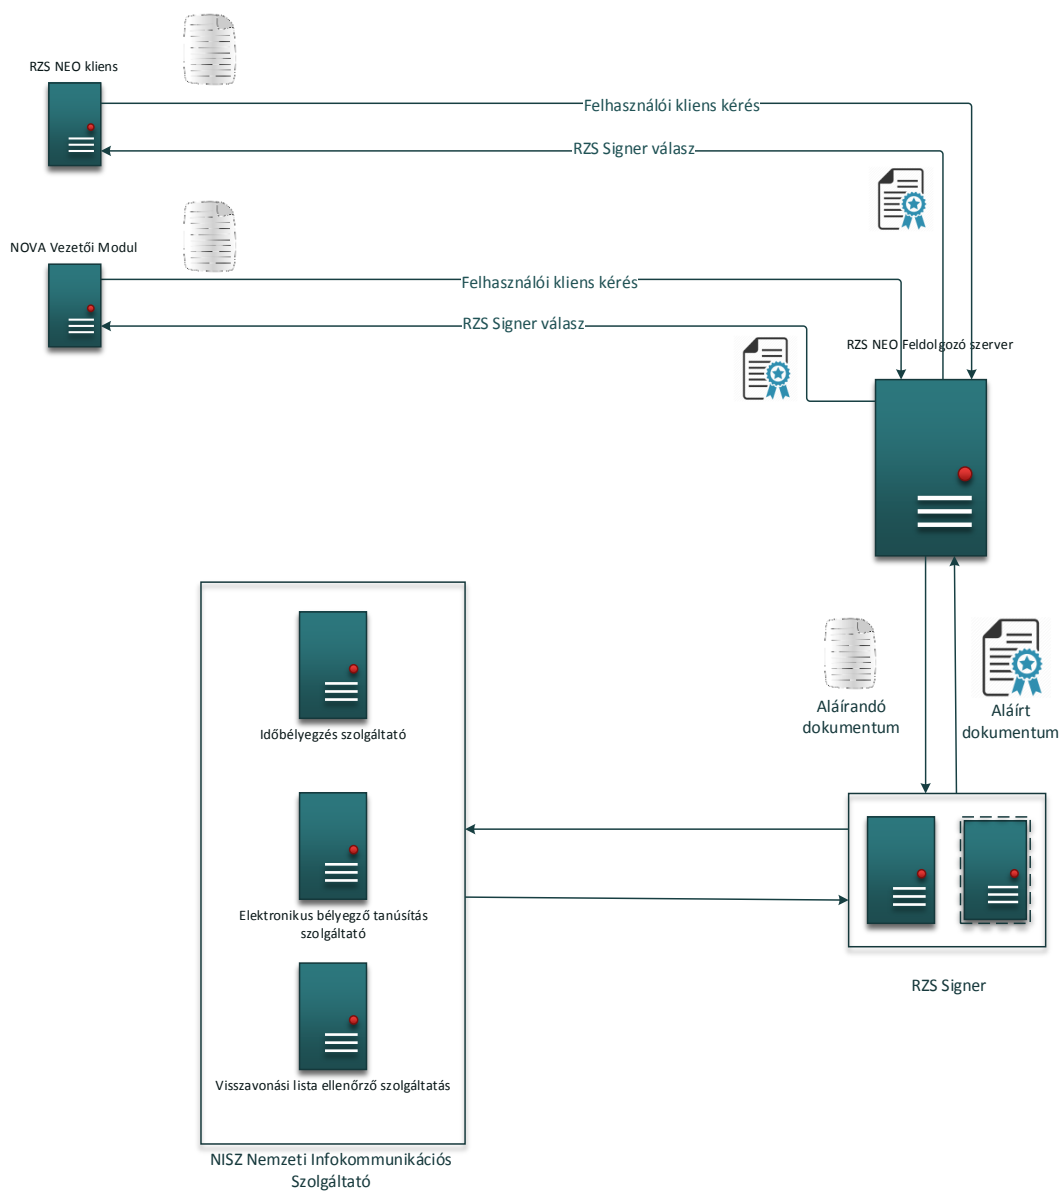 RZS NEO kliens
Felhasználói kliens kérés
RZS Signer válasz
NOVA Vezetői Modul
Felhasználói kliens kérés
RZS Signer válasz
RZS NEO Feldolgozó szerver
Aláírandó
dokumentum
Aláírt
dokumentum
Időbélyegzés szolgáltató
Elektronikus bélyegző tanúsítás
szolgáltató
Visszavonási lista ellenőrző szolgáltatás
RZS Signer
NISZ Nemzeti Infokommunikációs
Szolgáltató